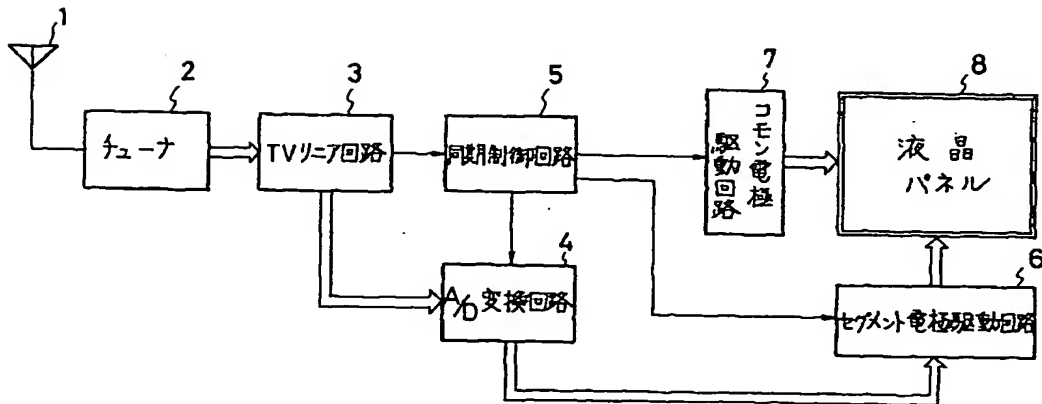 1
2
3
5
7
8
チューナ
TVリニア回路
同期制御回路
コモン電極
駆動回路
液晶
パネル
4
A/D変換回路
6
セグメント電極駆動回路